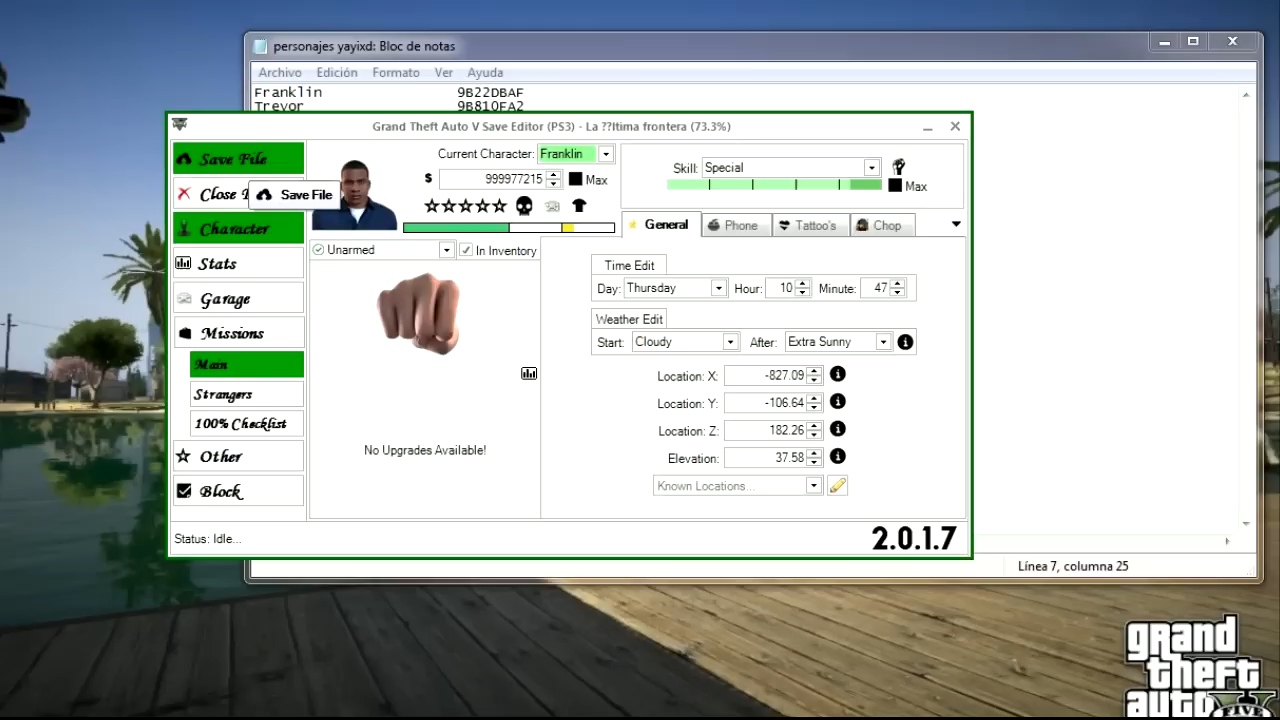 personajes yayixd: Bloc de notas
Archivo Edición Formato Ver Ayuda
Franklin 9B22DBAF
Trevor 9B810FA2
Grand Theft Auto V Save Editor (PS3) - La ??ltima frontera (73.3%)
Save File
Close
Save File
Character
Stats
Garage
Missions
Main
Strangers
100% Checklist
Other
Block
Current Character: Franklin
$ 999977215 Max
Skill: Special
Max
General Phone Tattoo's Chop
Unarmed In Inventory
No Upgrades Available!
Time Edit
Day: Thursday Hour: 10 Minute: 47
Weather Edit
Start: Cloudy After: Extra Sunny
Location: X: -827.09
Location: Y: -106.64
Location: Z: 182.26
Elevation: 37.58
Known Locations...
Status: Idle...
2.0.1.7
Línea 7, columna 25
grand
theft
auto
V
FIVE